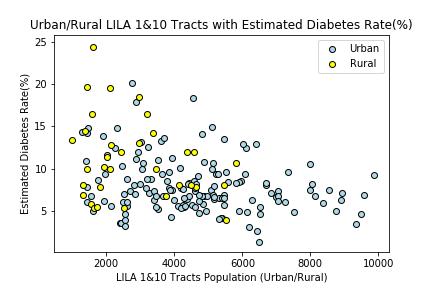 Urban/Rural LILA 1&10 Tracts with Estimated Diabetes Rate(%)
25
20
15
10
5
Estimated Diabetes Rate(%)
Urban
Rural
2000
4000
6000
8000
10000
LILA 1&10 Tracts Population (Urban/Rural)